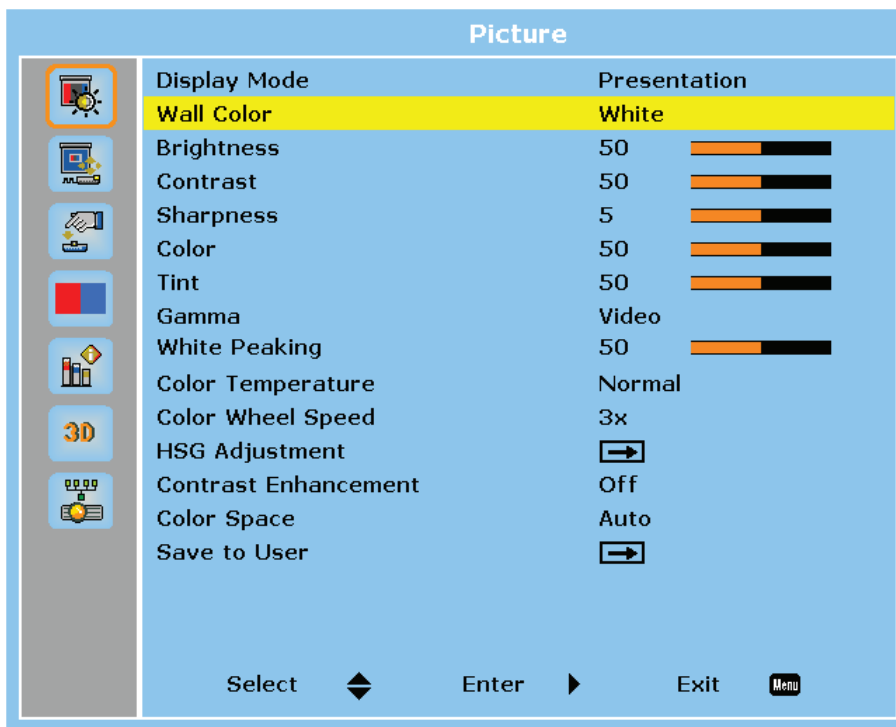 Picture
Display Mode Presentation
Wall Color White
Brightness 50
Contrast 50
Sharpness 5
Color 50
Tint 50
Gamma Video
White Peaking 50
Color Temperature Normal
Color Wheel Speed 3x
3D
HSG Adjustment
Contrast Enhancement Off
Color Space Auto
Save to User
Select Enter Exit Menu